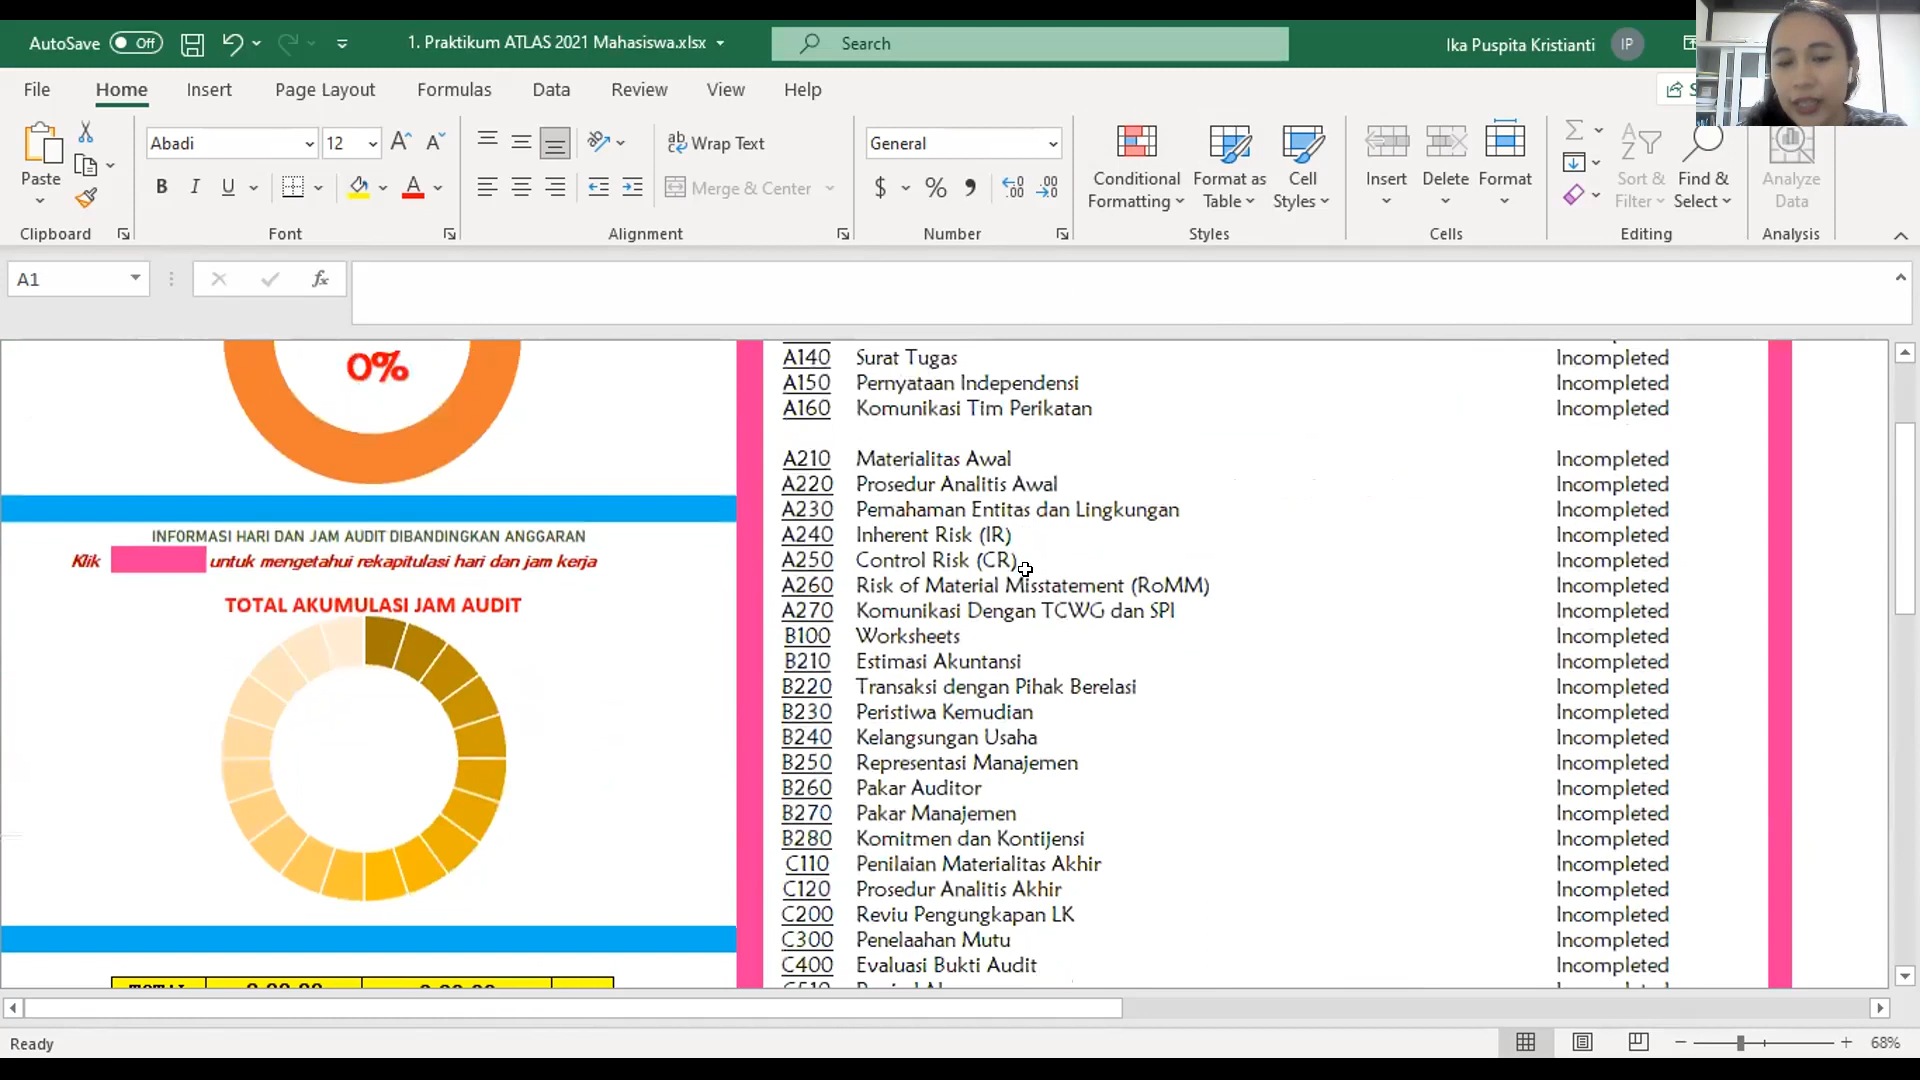 AutoSave Off 1. Praktikum ATLAS 2021 Mahasiswa.xlsx Search Ika Puspita Kristianti IP
File Home Insert Page Layout Formulas Data Review View Help
Paste
Abadi 12
B I U
Wrap Text
Merge & Center
General
$ % ,
Conditional Formatting
Format as Table
Cell Styles
Insert Delete Format
Sort & Filter
Find & Select
Analyze Data
Clipboard Font Alignment Number Styles Cells Editing Analysis
A1 fx
0%
INFORMASI HARI DAN JAM AUDIT DIBANDINGKAN ANGGARAN
Klik untuk mengetahui rekapitulasi hari dan jam kerja
TOTAL AKUMULASI JAM AUDIT
A140 Surat Tugas Incompleted
A150 Pernyataan Independensi Incompleted
A160 Komunikasi Tim Perikatan Incompleted
A210 Materialitas Awal Incompleted
A220 Prosedur Analitis Awal Incompleted
A230 Pemahaman Entitas dan Lingkungan Incompleted
A240 Inherent Risk (IR) Incompleted
A250 Control Risk (CR) Incompleted
A260 Risk of Material Misstatement (RoMM) Incompleted
A270 Komunikasi Dengan TCWG dan SPI Incompleted
B100 Worksheets Incompleted
B210 Estimasi Akuntansi Incompleted
B220 Transaksi dengan Pihak Berelasi Incompleted
B230 Peristiwa Kemudian Incompleted
B240 Kelangsungan Usaha Incompleted
B250 Representasi Manajemen Incompleted
B260 Pakar Auditor Incompleted
B270 Pakar Manajemen Incompleted
B280 Komitmen dan Kontijensi Incompleted
C110 Penilaian Materialitas Akhir Incompleted
C120 Prosedur Analitis Akhir Incompleted
C200 Reviu Pengungkapan LK Incompleted
C300 Penelaahan Mutu Incompleted
C400 Evaluasi Bukti Audit Incompleted
Ready 68%